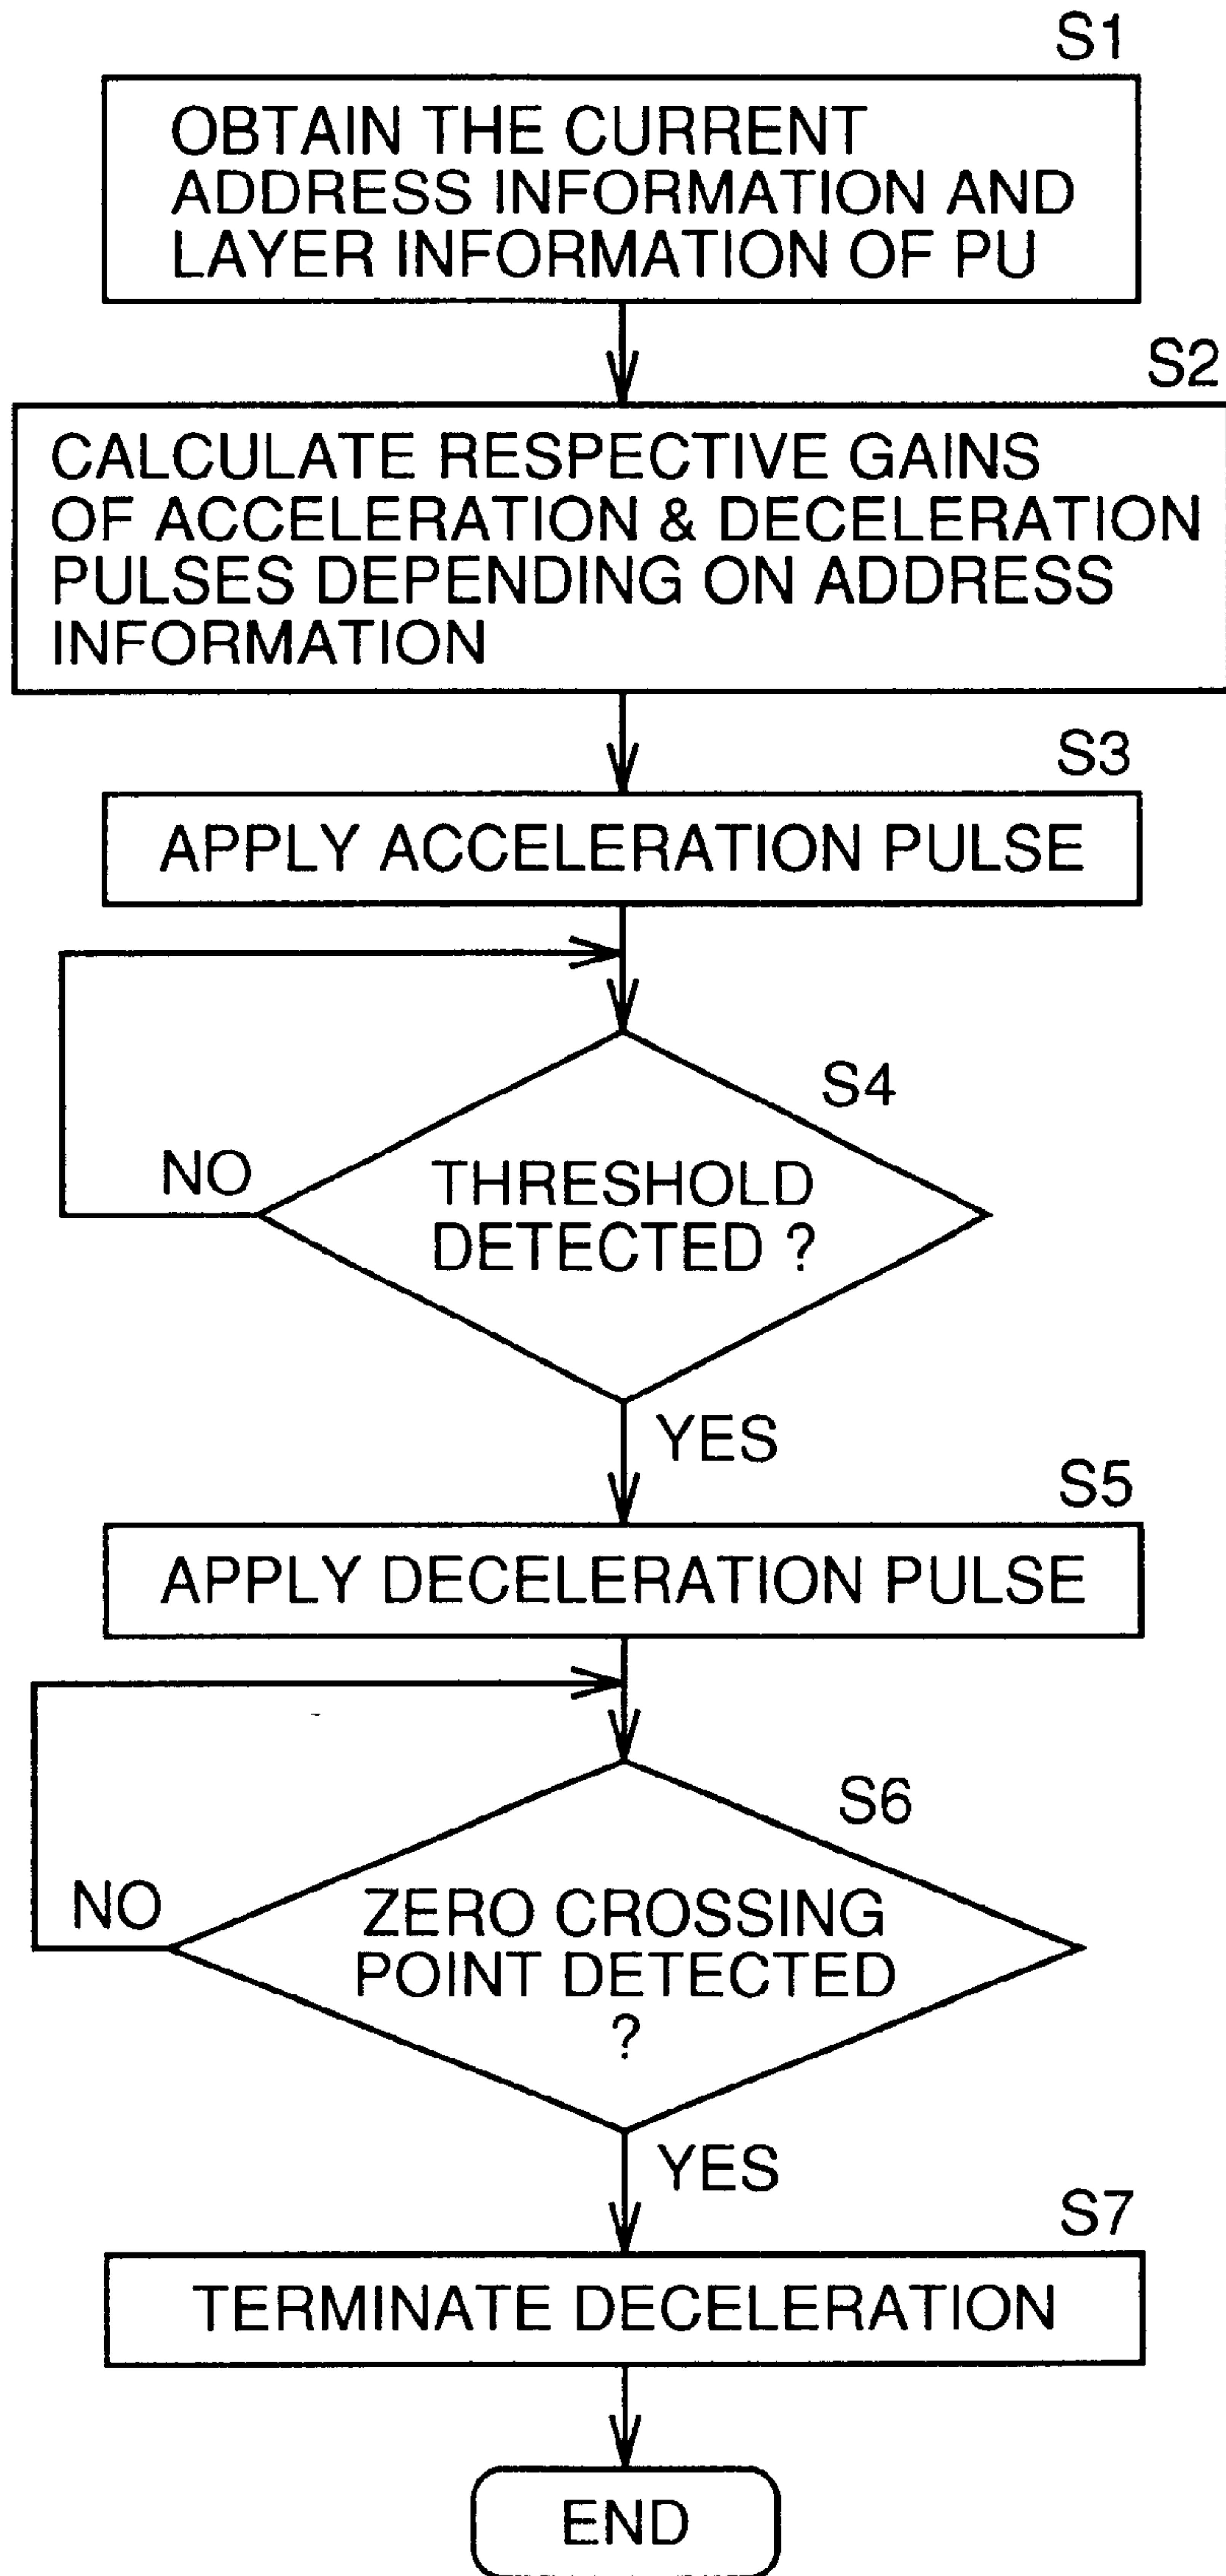 S1
OBTAIN THE CURRENT
ADDRESS INFORMATION AND
LAYER INFORMATION OF PU
S2
CALCULATE RESPECTIVE GAINS
OF ACCELERATION & DECELERATION
PULSES DEPENDING ON ADDRESS
INFORMATION
S3
APPLY ACCELERATION PULSE
S4
NO
THRESHOLD
DETECTED ?
YES
S5
APPLY DECELERATION PULSE
S6
NO
ZERO CROSSING
POINT DETECTED
?
YES
S7
TERMINATE DECELERATION
END